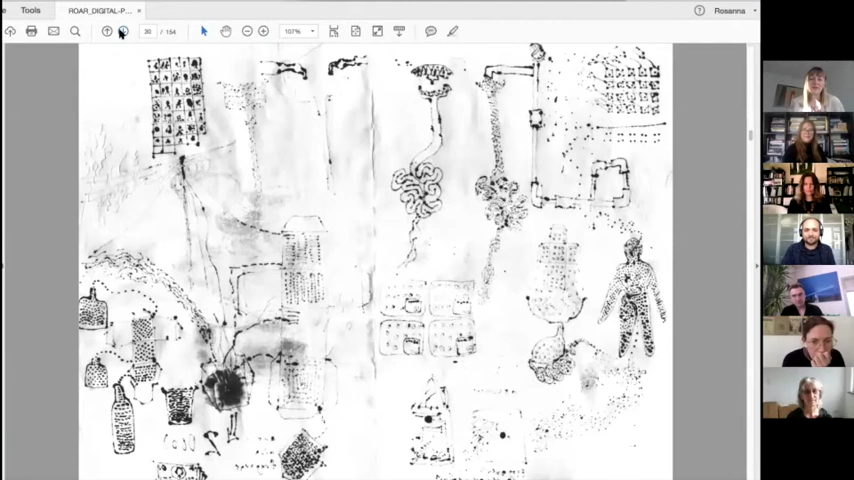 Tools
ROAR_DIGITAL-P... ×
Rosanna
30 / 154
107%